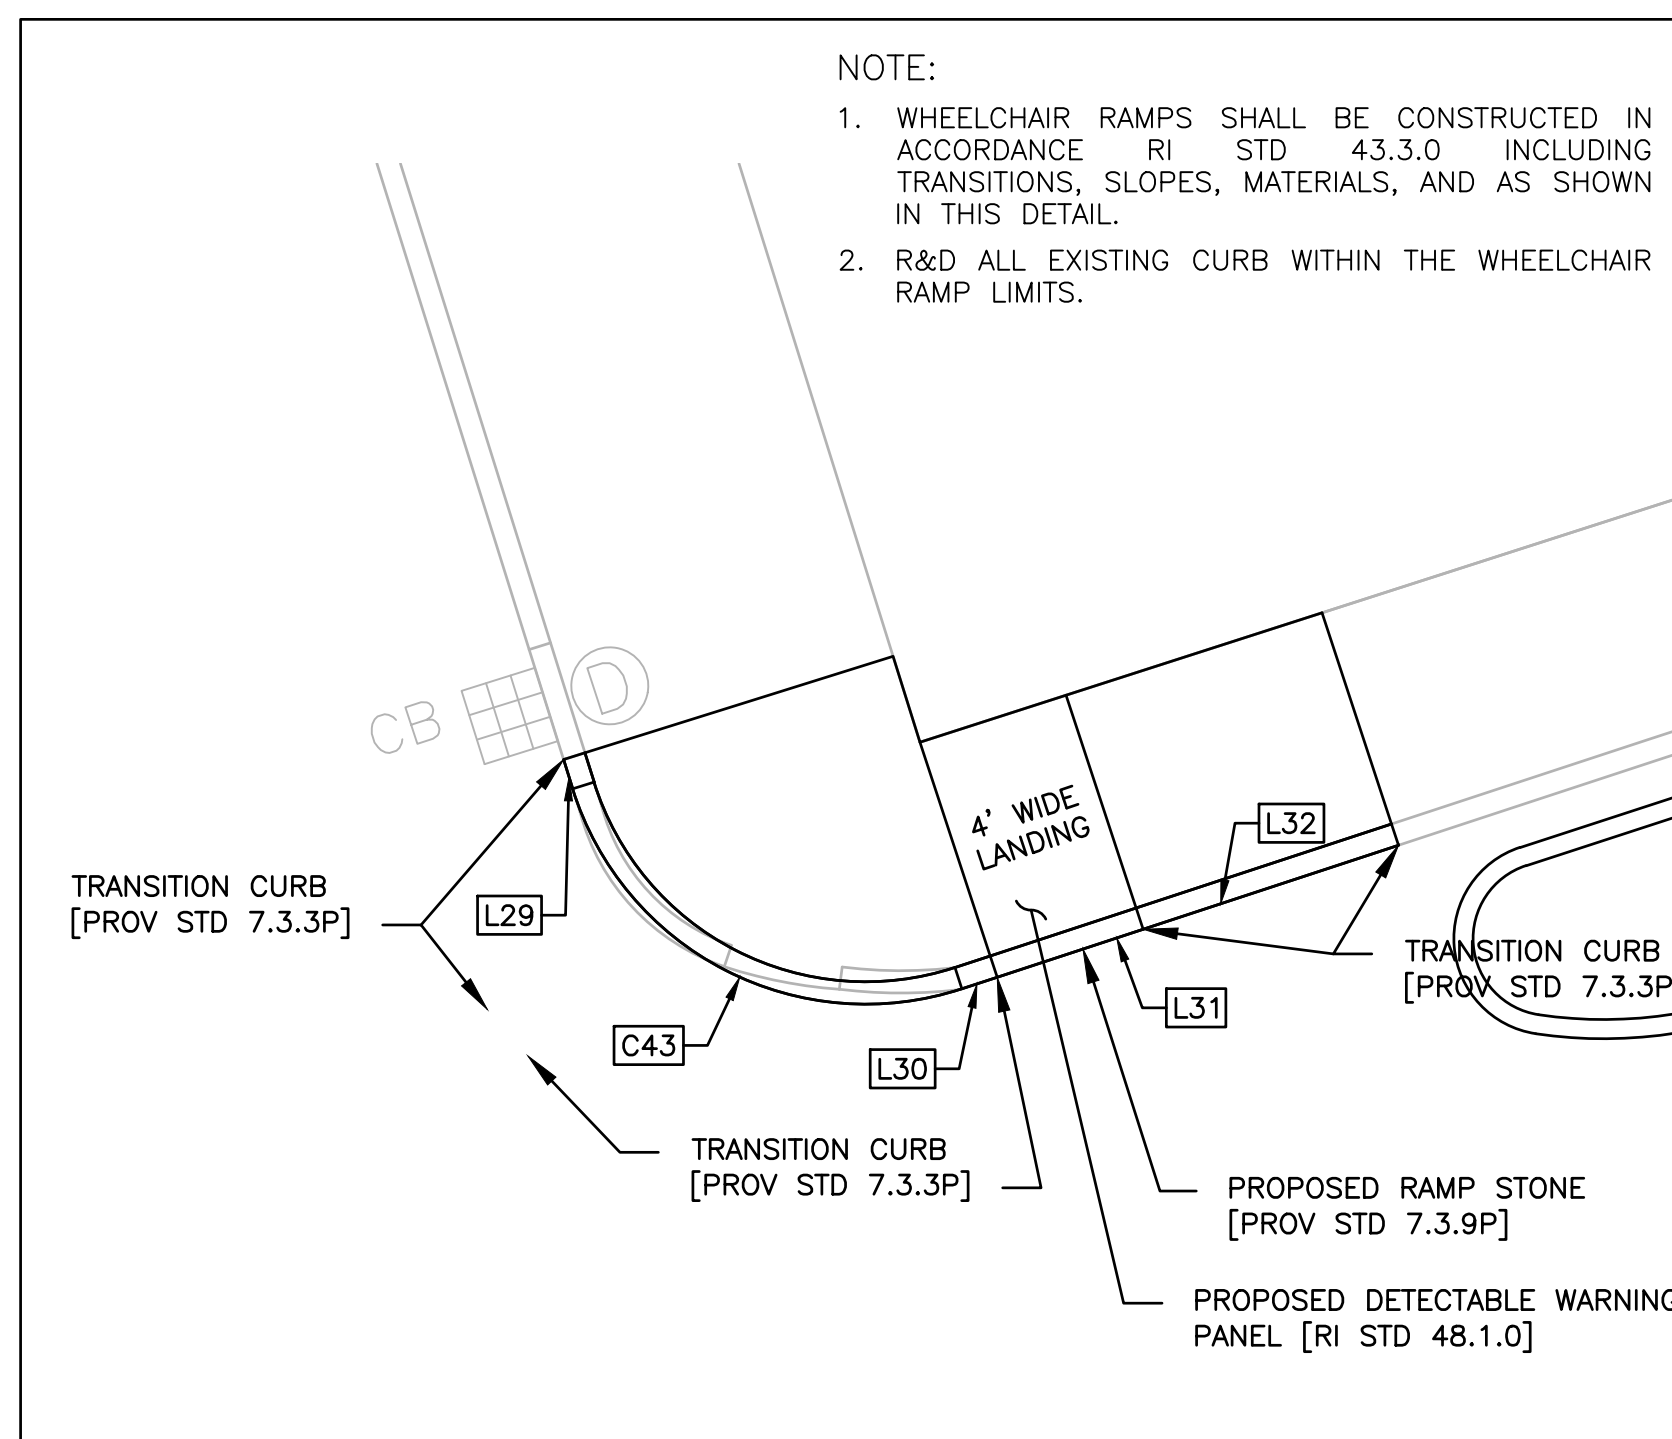 NOTE:
1. WHEELCHAIR RAMPS SHALL BE CONSTRUCTED IN
ACCORDANCE RI STD 43.3.0 INCLUDING
TRANSITIONS, SLOPES, MATERIALS, AND AS SHOWN
IN THIS DETAIL.
2. R&D ALL EXISTING CURB WITHIN THE WHEELCHAIR
RAMP LIMITS.
CB
D
4' WIDE
LANDING
L32
TRANSITION CURB
[PROV STD 7.3.3P]
L29
TRANSITION CURB
[PROV STD 7.3.3P
L31
C43
L30
TRANSITION CURB
[PROV STD 7.3.3P]
PROPOSED RAMP STONE
[PROV STD 7.3.9P]
PROPOSED DETECTABLE WARNING
PANEL [RI STD 48.1.0]